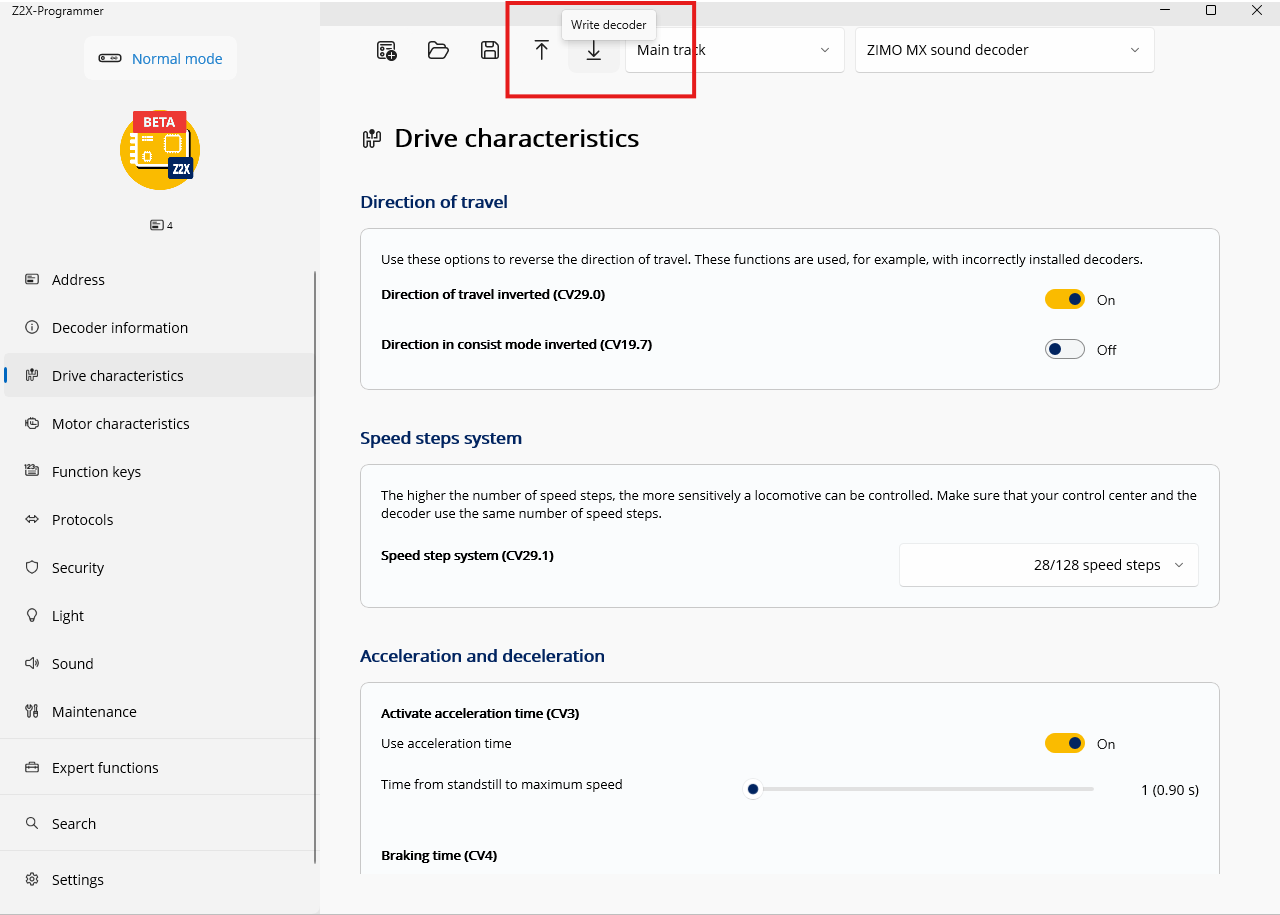 Z2X-Programmer
Write decoder
Normal mode
Main track
ZIMO MX sound decoder
BETA
Z2X
4
Address
Decoder information
Drive characteristics
Motor characteristics
Function keys
Protocols
Security
Light
Sound
Maintenance
Expert functions
Search
Settings
Drive characteristics
Direction of travel
Use these options to reverse the direction of travel. These functions are used, for example, with incorrectly installed decoders.
Direction of travel inverted (CV29.0)
On
Direction in consist mode inverted (CV19.7)
Off
Speed steps system
The higher the number of speed steps, the more sensitively a locomotive can be controlled. Make sure that your control center and the
decoder use the same number of speed steps.
Speed step system (CV29.1)
28/128 speed steps
Acceleration and deceleration
Activate acceleration time (CV3)
Use acceleration time
On
Time from standstill to maximum speed
1 (0.90 s)
Braking time (CV4)